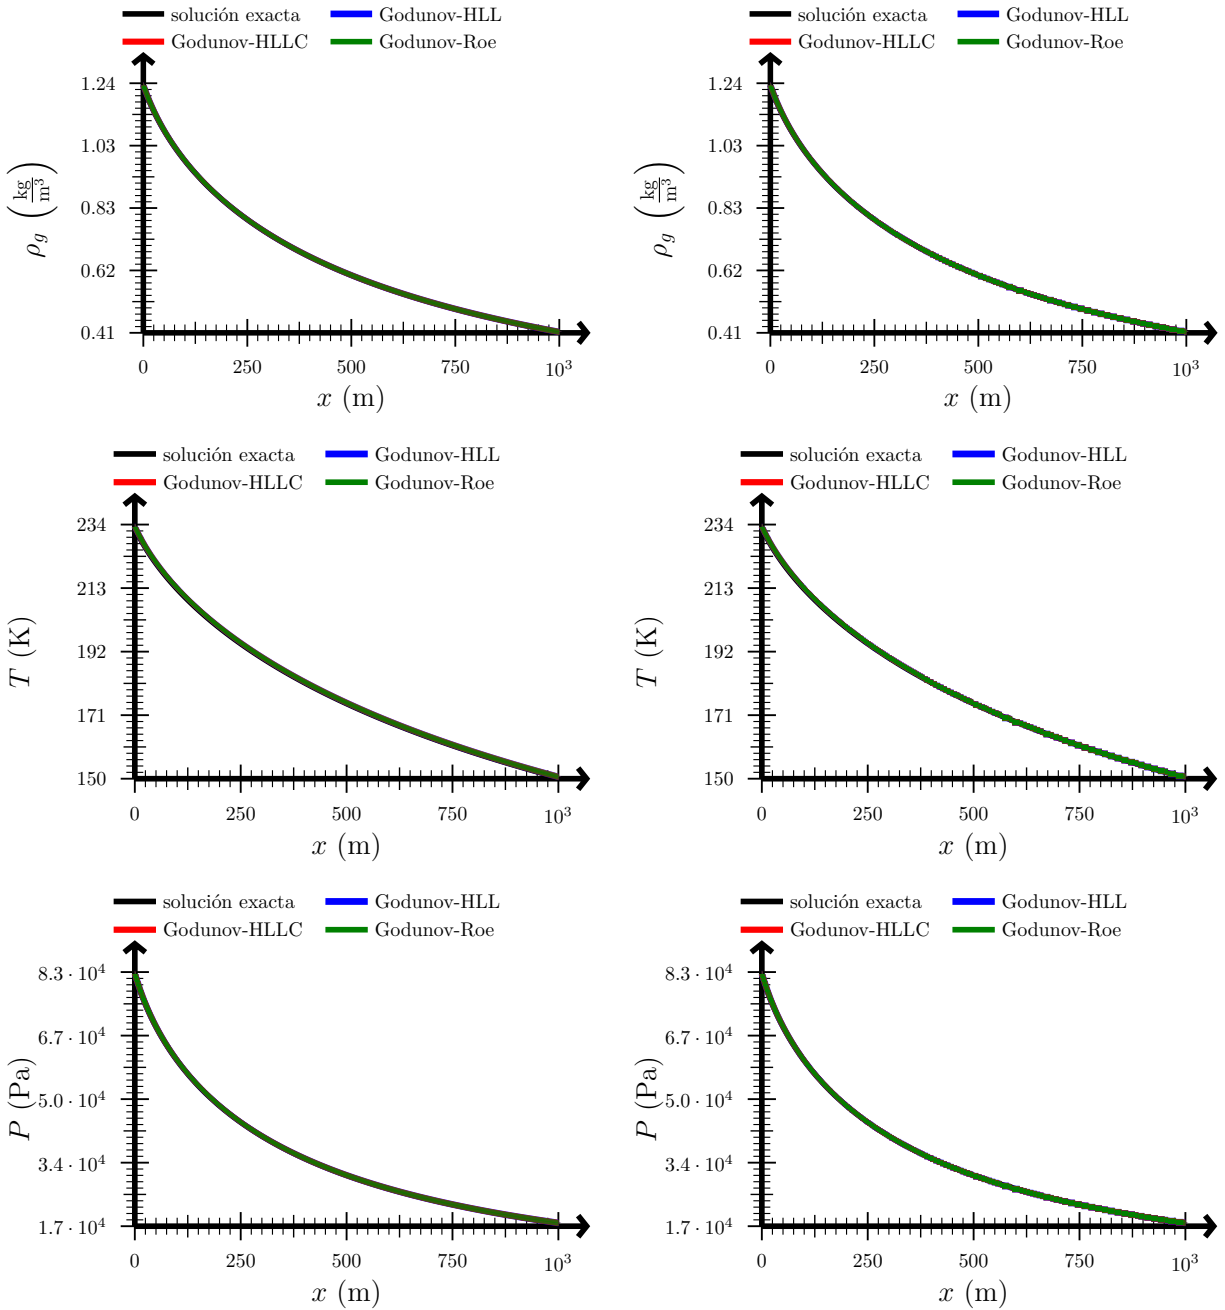 solución exacta Godunov-HLL
Godunov-HLLC Godunov-Roe
1.24
1.03
0.83
0.62
0.41
ρg (kg/m³)
0 250 500 750 10³
x (m)
solución exacta Godunov-HLL
Godunov-HLLC Godunov-Roe
1.24
1.03
0.83
0.62
0.41
ρg (kg/m³)
0 250 500 750 10³
x (m)
solución exacta Godunov-HLL
Godunov-HLLC Godunov-Roe
234
213
192
171
150
T (K)
0 250 500 750 10³
x (m)
solución exacta Godunov-HLL
Godunov-HLLC Godunov-Roe
234
213
192
171
150
T (K)
0 250 500 750 10³
x (m)
solución exacta Godunov-HLL
Godunov-HLLC Godunov-Roe
8.3 · 10⁴
6.7 · 10⁴
5.0 · 10⁴
3.4 · 10⁴
1.7 · 10⁴
P (Pa)
0 250 500 750 10³
x (m)
solución exacta Godunov-HLL
Godunov-HLLC Godunov-Roe
8.3 · 10⁴
6.7 · 10⁴
5.0 · 10⁴
3.4 · 10⁴
1.7 · 10⁴
P (Pa)
0 250 500 750 10³
x (m)